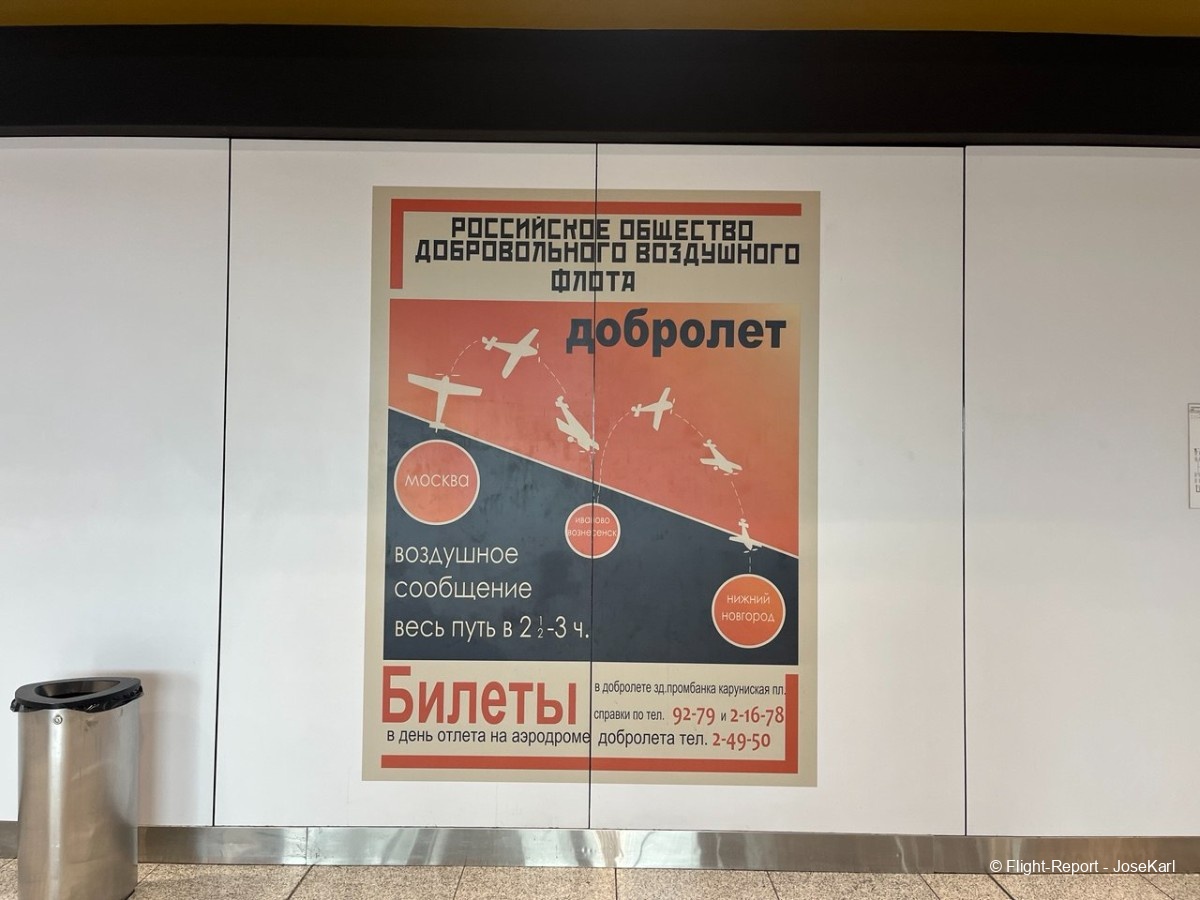 РОССИЙСКОЕ ОБЩЕСТВО
ДОБРОВОЛЬНОГО ВОЗДУШНОГО
ФЛОТА
добролет
москва
иваново
вознесенск
нижний
новгород
воздушное
сообщение
весь путь в 2 1/2-3 ч.
Билеты
в добролете зд.промбанка каруниская пл.
справки по тел. 92-79 и 2-16-78
в день отлета на аэродроме добролета тел. 2-49-50
© Flight-Report - JoseKarl